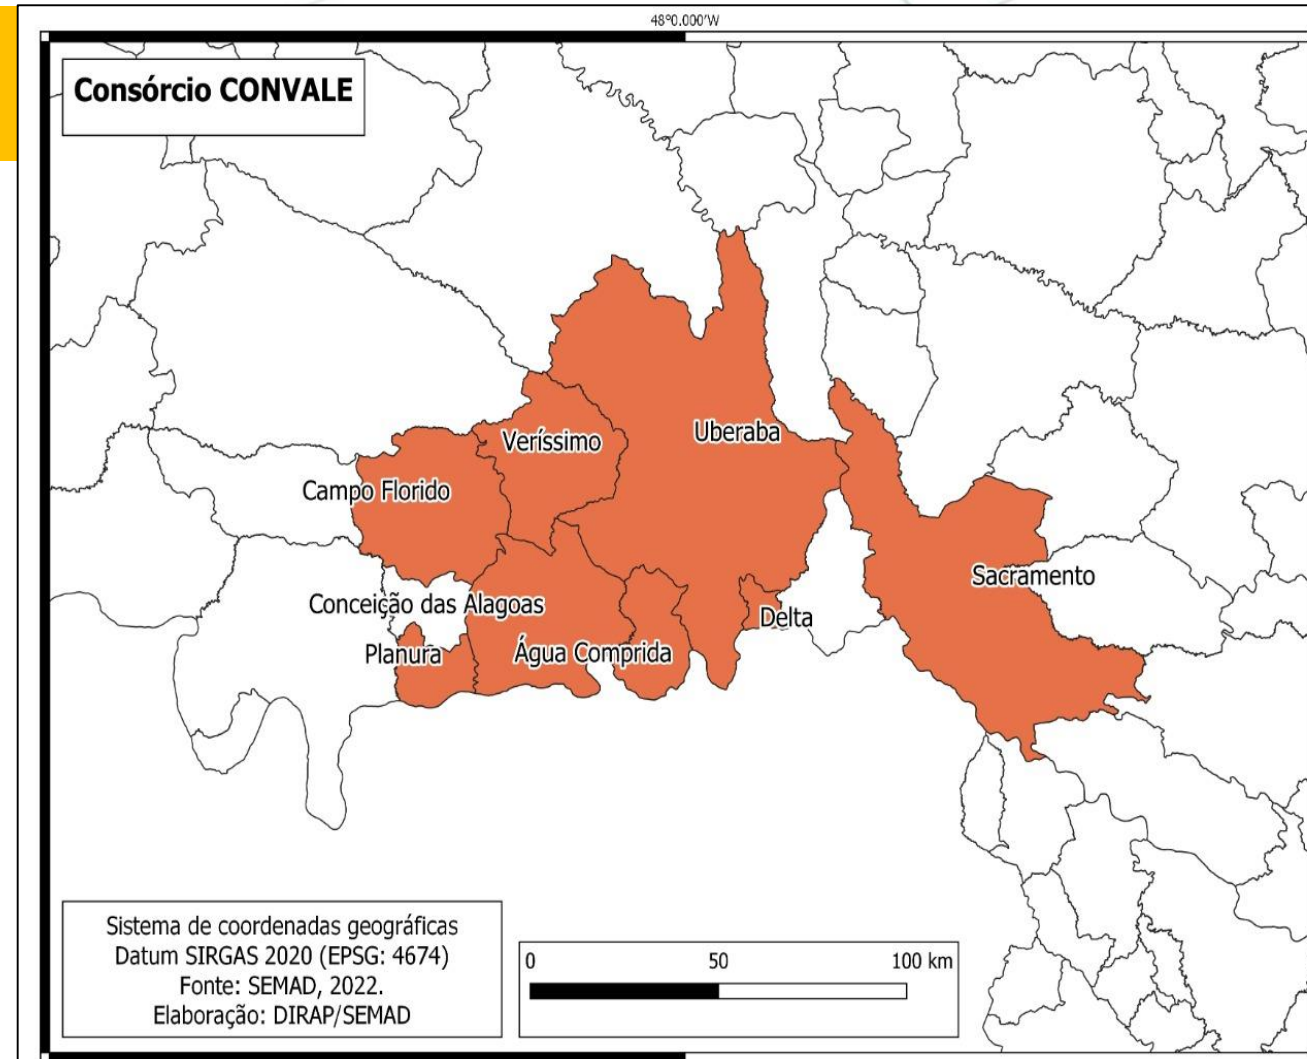 48°0.000'W
Consórcio CONVALE
Uberaba
Veríssimo
Campo Florido
Sacramento
Conceição das Alagoas
Delta
Planura
Água Comprida
Sistema de coordenadas geográficas
Datum SIRGAS 2020 (EPSG: 4674)
Fonte: SEMAD, 2022.
Elaboração: DIRAP/SEMAD
0 50 100 km